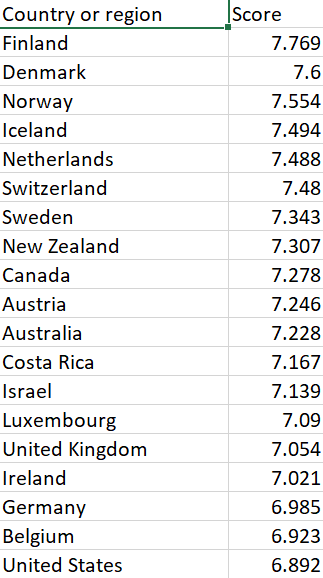 Country or region Score
Finland 7.769
Denmark 7.6
Norway 7.554
Iceland 7.494
Netherlands 7.488
Switzerland 7.48
Sweden 7.343
New Zealand 7.307
Canada 7.278
Austria 7.246
Australia 7.228
Costa Rica 7.167
Israel 7.139
Luxembourg 7.09
United Kingdom 7.054
Ireland 7.021
Germany 6.985
Belgium 6.923
United States 6.892